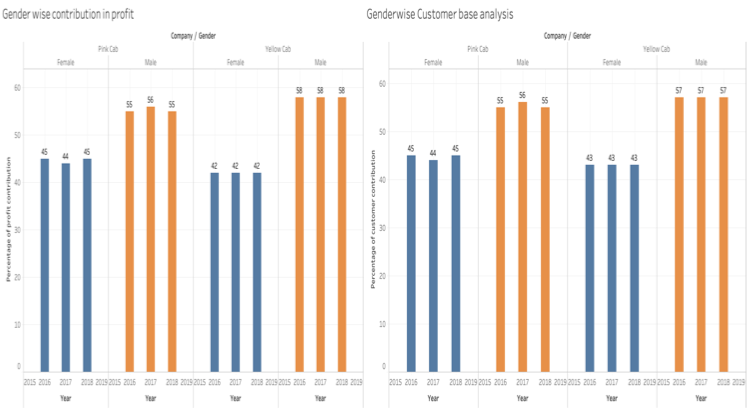 Gender wise contribution in profit
Company / Gender
Pink Cab Yellow Cab
Female Male Female Male
Percentage of profit contribution
60
50
40
30
20
10
0
45 44 45 55 56 55 42 42 42 58 58 58
2015 2016 2017 2018 2019 2015 2016 2017 2018 2019 2015 2016 2017 2018 2019 2015 2016 2017 2018 2019
Year Year Year Year
Genderwise Customer base analysis
Company / Gender
Pink Cab Yellow Cab
Female Male Female Male
Percentage of customer contribution
60
50
40
30
20
10
0
45 44 45 55 56 55 43 43 43 57 57 57
2015 2016 2017 2018 2019 2015 2016 2017 2018 2019 2015 2016 2017 2018 2019 2015 2016 2017 2018 2019
Year Year Year Year